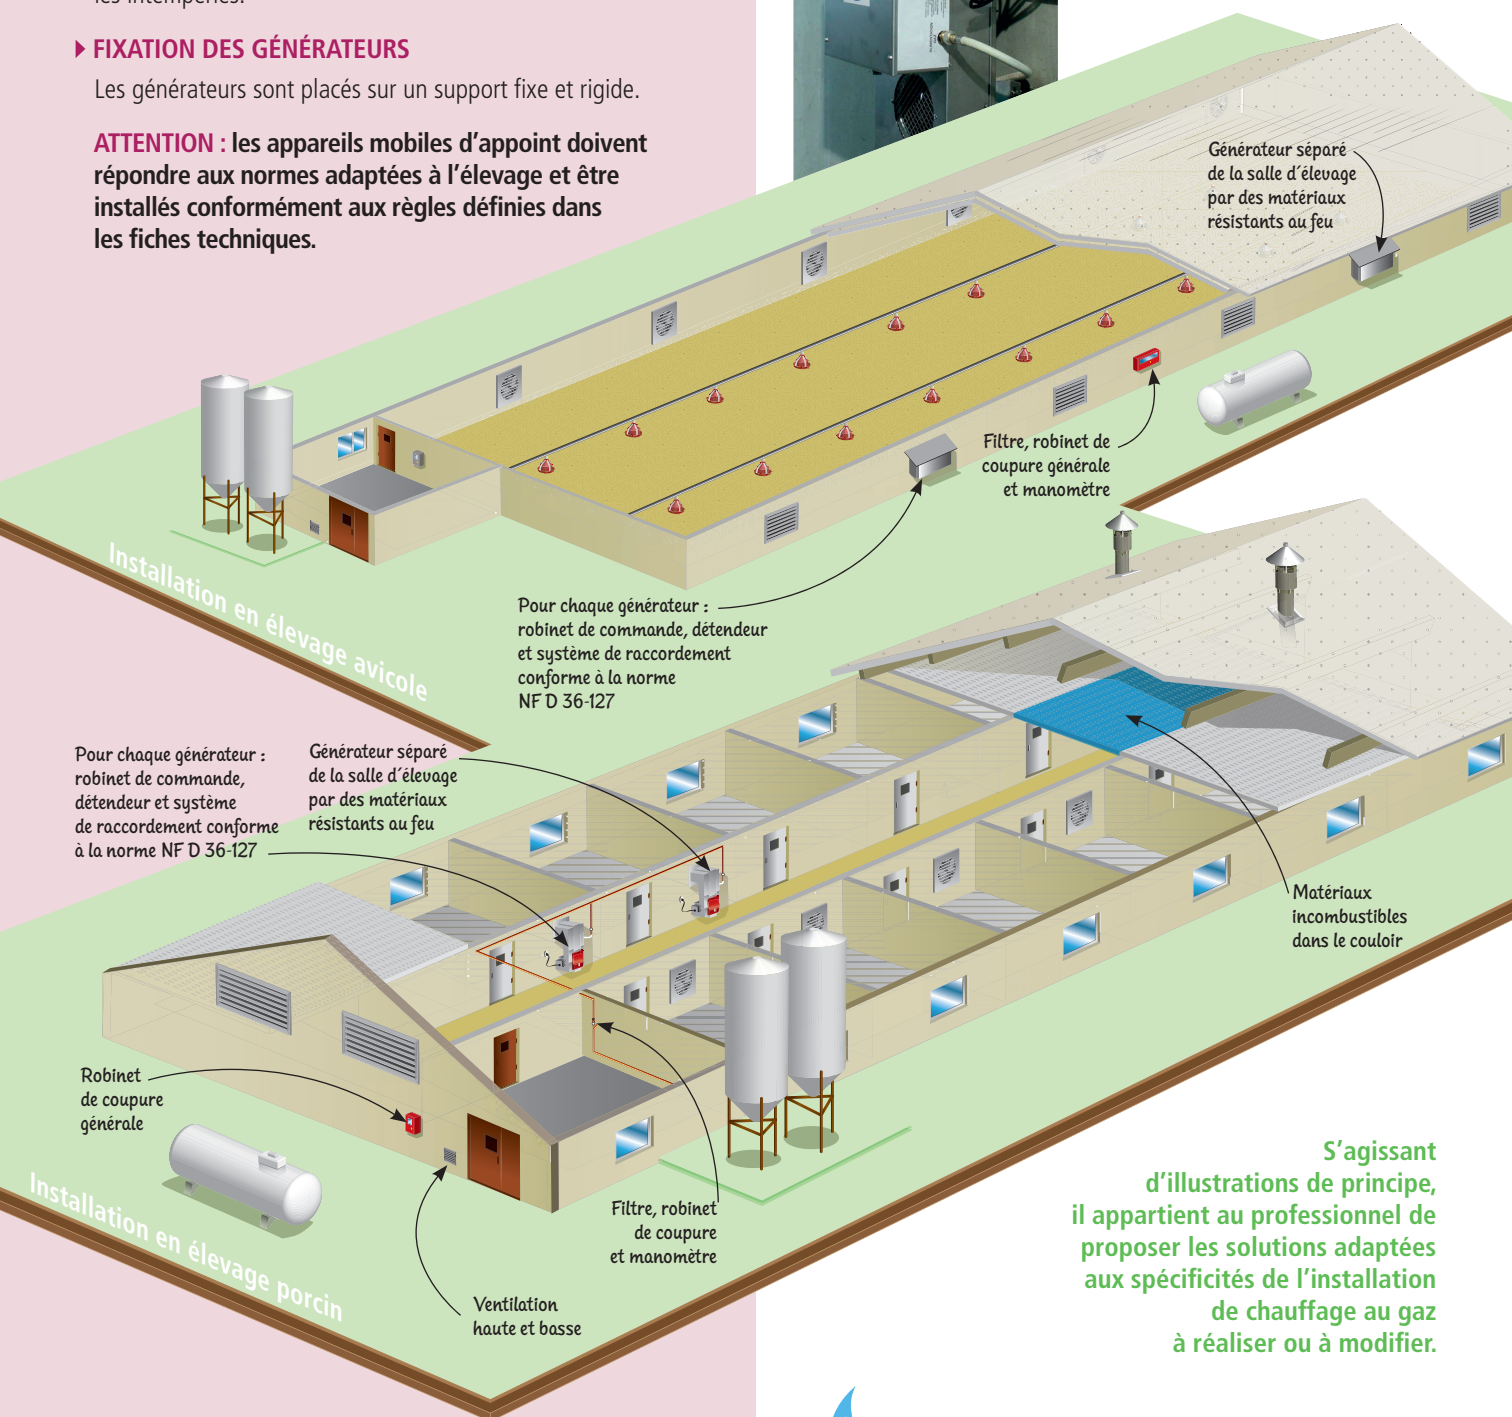 les intempéries.
FIXATION DES GÉNÉRATEURS
Les générateurs sont placés sur un support fixe et rigide.
ATTENTION : les appareils mobiles d’appoint doivent
répondre aux normes adaptées à l’élevage et être
installés conformément aux règles définies dans
les fiches techniques.
Générateur séparé
de la salle d’élevage
par des matériaux
résistants au feu
Filtre, robinet de
coupure générale
et manomètre
Pour chaque générateur :
robinet de commande, détendeur
et système de raccordement
conforme à la norme
NF D 36-127
Installation en élevage avicole
Pour chaque générateur :
robinet de commande,
détendeur et système
de raccordement conforme
à la norme NF D 36-127
Générateur séparé
de la salle d’élevage
par des matériaux
résistants au feu
Matériaux
incombustibles
dans le couloir
Robinet
de coupure
générale
Filtre, robinet
de coupure
et manomètre
Ventilation
haute et basse
Installation en élevage porcin
S’agissant
d’illustrations de principe,
il appartient au professionnel de
proposer les solutions adaptées
aux spécificités de l’installation
de chauffage au gaz
à réaliser ou à modifier.